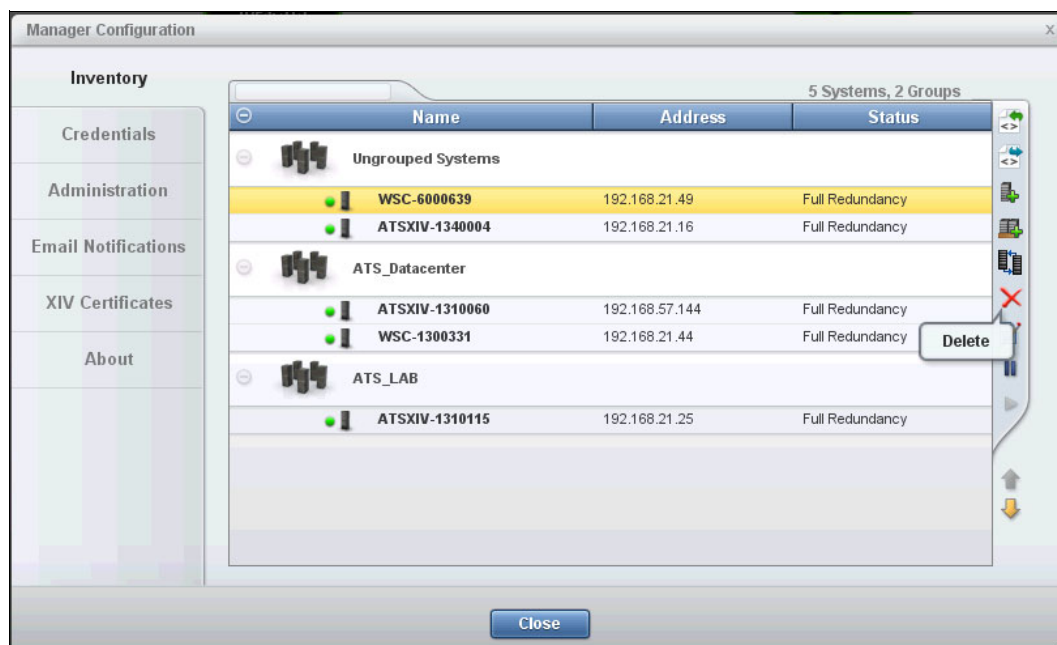 Manager Configuration
x
Inventory
Credentials
Administration
Email Notifications
XIV Certificates
About
5 Systems, 2 Groups
Name Address Status
Ungrouped Systems
WSC-6000639 192.168.21.49 Full Redundancy
ATSXIV-1340004 192.168.21.16 Full Redundancy
ATS_Datacenter
ATSXIV-1310060 192.168.57.144 Full Redundancy
WSC-1300331 192.168.21.44 Full Redundancy
Delete
ATS_LAB
ATSXIV-1310115 192.168.21.25 Full Redundancy
Close